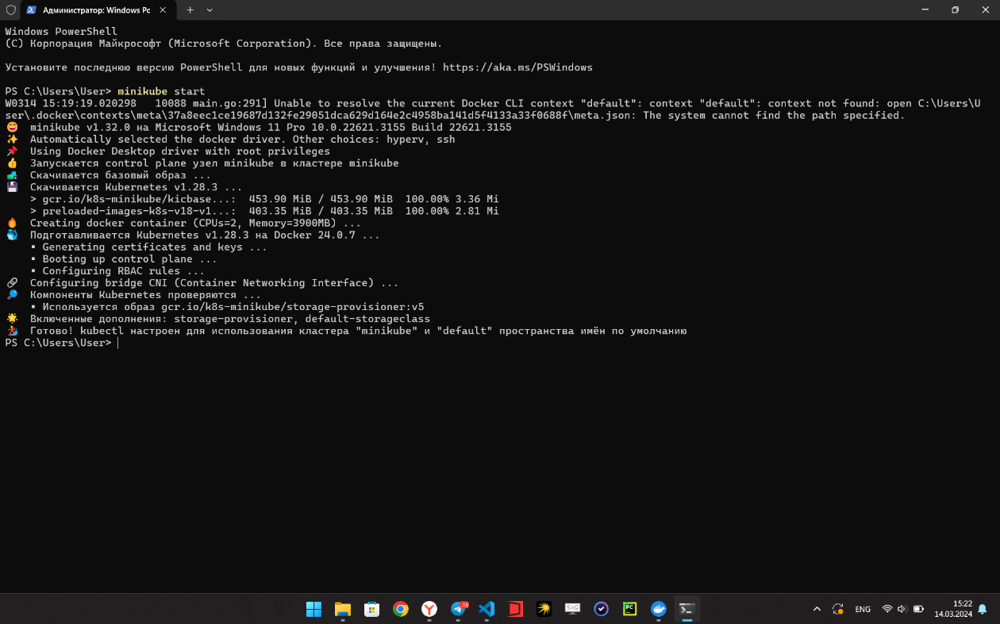 Администратор: Windows Pc
Windows PowerShell
(C) Корпорация Майкрософт (Microsoft Corporation). Все права защищены.
Установите последнюю версию PowerShell для новых функций и улучшения! https://aka.ms/PSWindows
PS C:\Users\User> minikube start
W0314 15:19:19.020298   10088 main.go:291] Unable to resolve the current Docker CLI context "default": context "default": context not found: open C:\Users\U
ser\.docker\contexts\meta\37a8eec1ce19687d132fe29051dca629d164e2c4958ba141d5f4133a33f0688f\meta.json: The system cannot find the path specified.
minikube v1.32.0 на Microsoft Windows 11 Pro 10.0.22621.3155 Build 22621.3155
Automatically selected the docker driver. Other choices: hyperv, ssh
Using Docker Desktop driver with root privileges
Запускается control plane узел minikube в кластере minikube
Скачивается базовый образ ...
Скачивается Kubernetes v1.28.3 ...
> gcr.io/k8s-minikube/kicbase...:  453.90 MiB / 453.90 MiB  100.00% 3.36 Mi
> preloaded-images-k8s-v18-v1...:  403.35 MiB / 403.35 MiB  100.00% 2.81 Mi
Creating docker container (CPUs=2, Memory=3900MB) ...
Подготавливается Kubernetes v1.28.3 на Docker 24.0.7 ...
▪ Generating certificates and keys ...
▪ Booting up control plane ...
▪ Configuring RBAC rules ...
Configuring bridge CNI (Container Networking Interface) ...
Компоненты Kubernetes проверяются ...
▪ Используется образ gcr.io/k8s-minikube/storage-provisioner:v5
Включенные дополнения: storage-provisioner, default-storageclass
Готово! kubectl настроен для использования кластера "minikube" и "default" пространства имён по умолчанию
PS C:\Users\User>
16
PC
ENG
15:22
14.03.2024